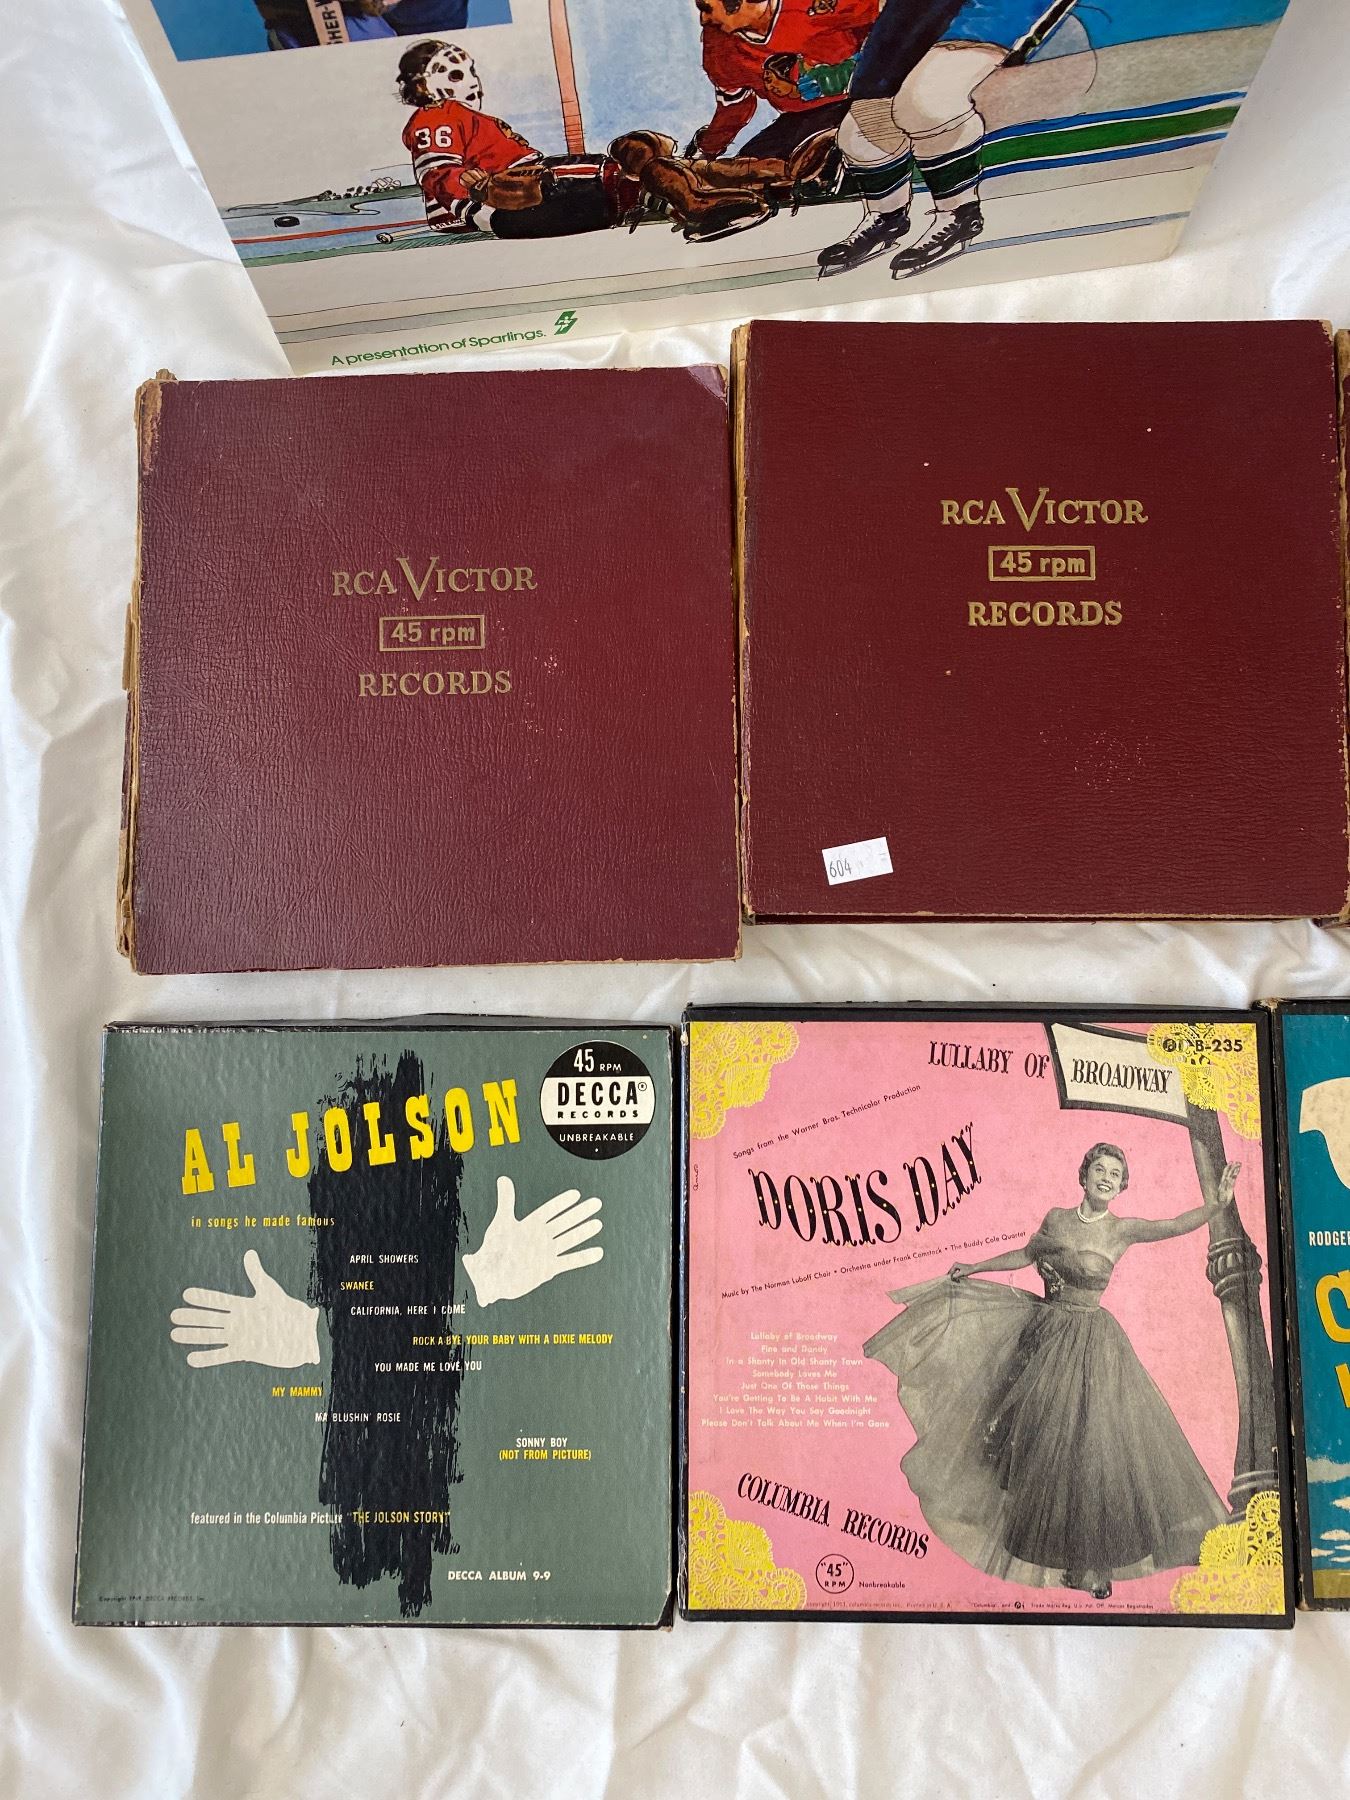 SHER-W
36
A presentation of Sparlings.
RCA VICTOR
45 rpm
RECORDS
RCA VICTOR
45 rpm
RECORDS
604
AL JOLSON
45 RPM
DECCA®
RECORDS
UNBREAKABLE
in songs he made famous
APRIL SHOWERS
SWANEE
CALIFORNIA, HERE I COME
ROCK A-BYE YOUR BABY WITH A DIXIE MELODY
YOU MADE ME LOVE YOU
MY MAMMY
MA BLUSHIN' ROSIE
SONNY BOY
(NOT FROM PICTURE)
featured in the Columbia Picture "THE JOLSON STORY"
DECCA ALBUM 9-9
LULLABY OF BROADWAY
B-235
Songs from the Warner Bros. Technicolor Production
DORIS DAY
Music by The Norman Luboff Choir • Orchestra under Frank Comstock • The Buddy Cole Quartet
Lullaby of Broadway
Fine and Dandy
In a Shanty In Old Shanty Town
Somebody Loves Me
Just One Of Those Things
You're Getting To Be A Habit With Me
I Love The Way You Say Goodnight
Please Don't Talk About Me When I'm Gone
COLUMBIA RECORDS
"45"
RPM
Nonbreakable
RODGER